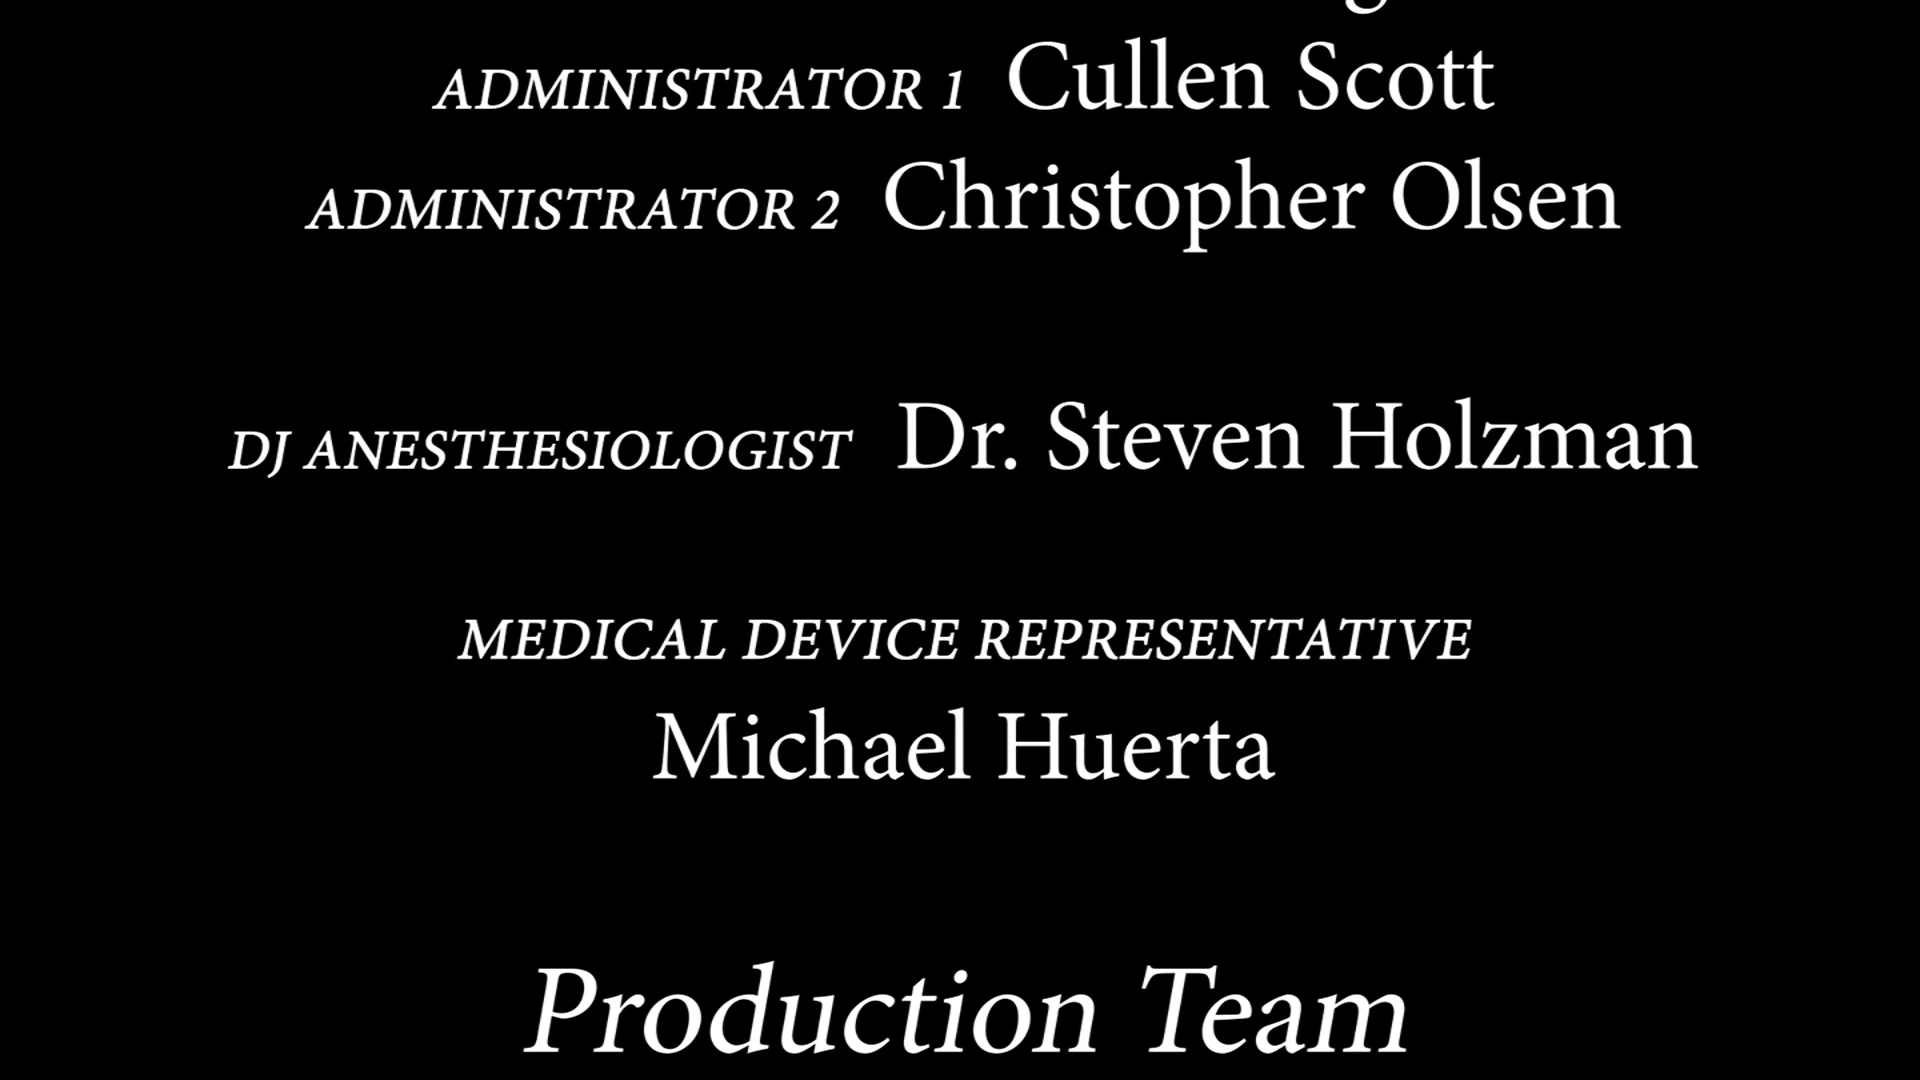 ADMINISTRATOR 1 Cullen Scott
ADMINISTRATOR 2 Christopher Olsen
DJ ANESTHESIOLOGIST Dr. Steven Holzman
MEDICAL DEVICE REPRESENTATIVE
Michael Huerta
Production Team